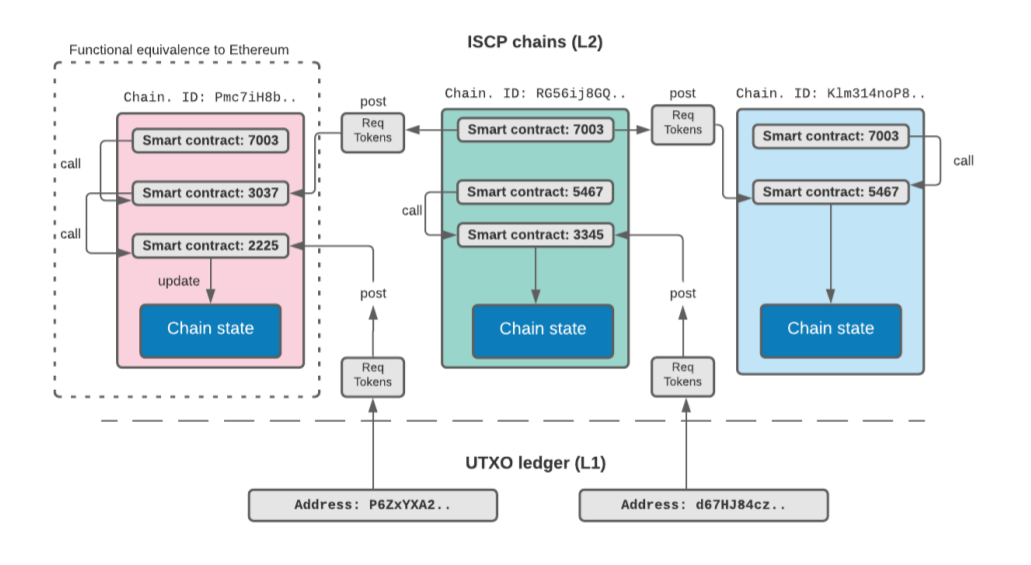 ISCP chains (L2)
Functional equivalence to Ethereum
Chain. ID: Pmc7iH8b..
Smart contract: 7003
call
Smart contract: 3037
call
Smart contract: 2225
update
Chain state
post
Req
Tokens
post
Req
Tokens
Chain. ID: RG56ij8GQ..
Smart contract: 7003
Smart contract: 5467
call
Smart contract: 3345
Chain state
post
Req
Tokens
post
Req
Tokens
Chain. ID: Klm314noP8..
Smart contract: 7003
call
Smart contract: 5467
Chain state
UTXO ledger (L1)
Address: P6ZxYXA2..
Address: d67HJ84cz..